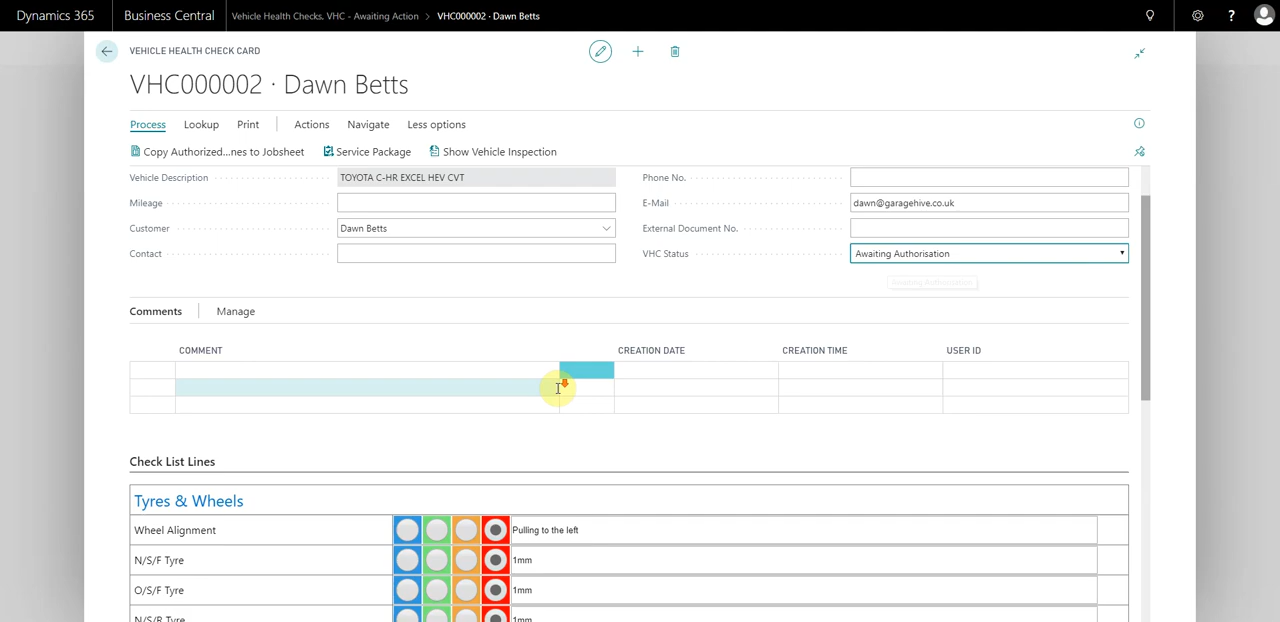 Dynamics 365 Business Central Vehicle Health Checks, VHC - Awaiting Action > VHC000002 · Dawn Betts ?
VEHICLE HEALTH CHECK CARD
VHC000002 · Dawn Betts
Process Lookup Print Actions Navigate Less options
Copy Authorized...nes to Jobsheet Service Package Show Vehicle Inspection
Vehicle Description TOYOTA C-HR EXCEL HEV CVT Phone No.
Mileage E-Mail dawn@garagehive.co.uk
Customer Dawn Betts External Document No.
Contact VHC Status Awaiting Authorisation
Awaiting Authorisation
Comments Manage
COMMENT CREATION DATE CREATION TIME USER ID
Check List Lines
Tyres & Wheels
Wheel Alignment Pulling to the left
N/S/F Tyre 1mm
O/S/F Tyre 1mm
N/S/R Tyre 1mm